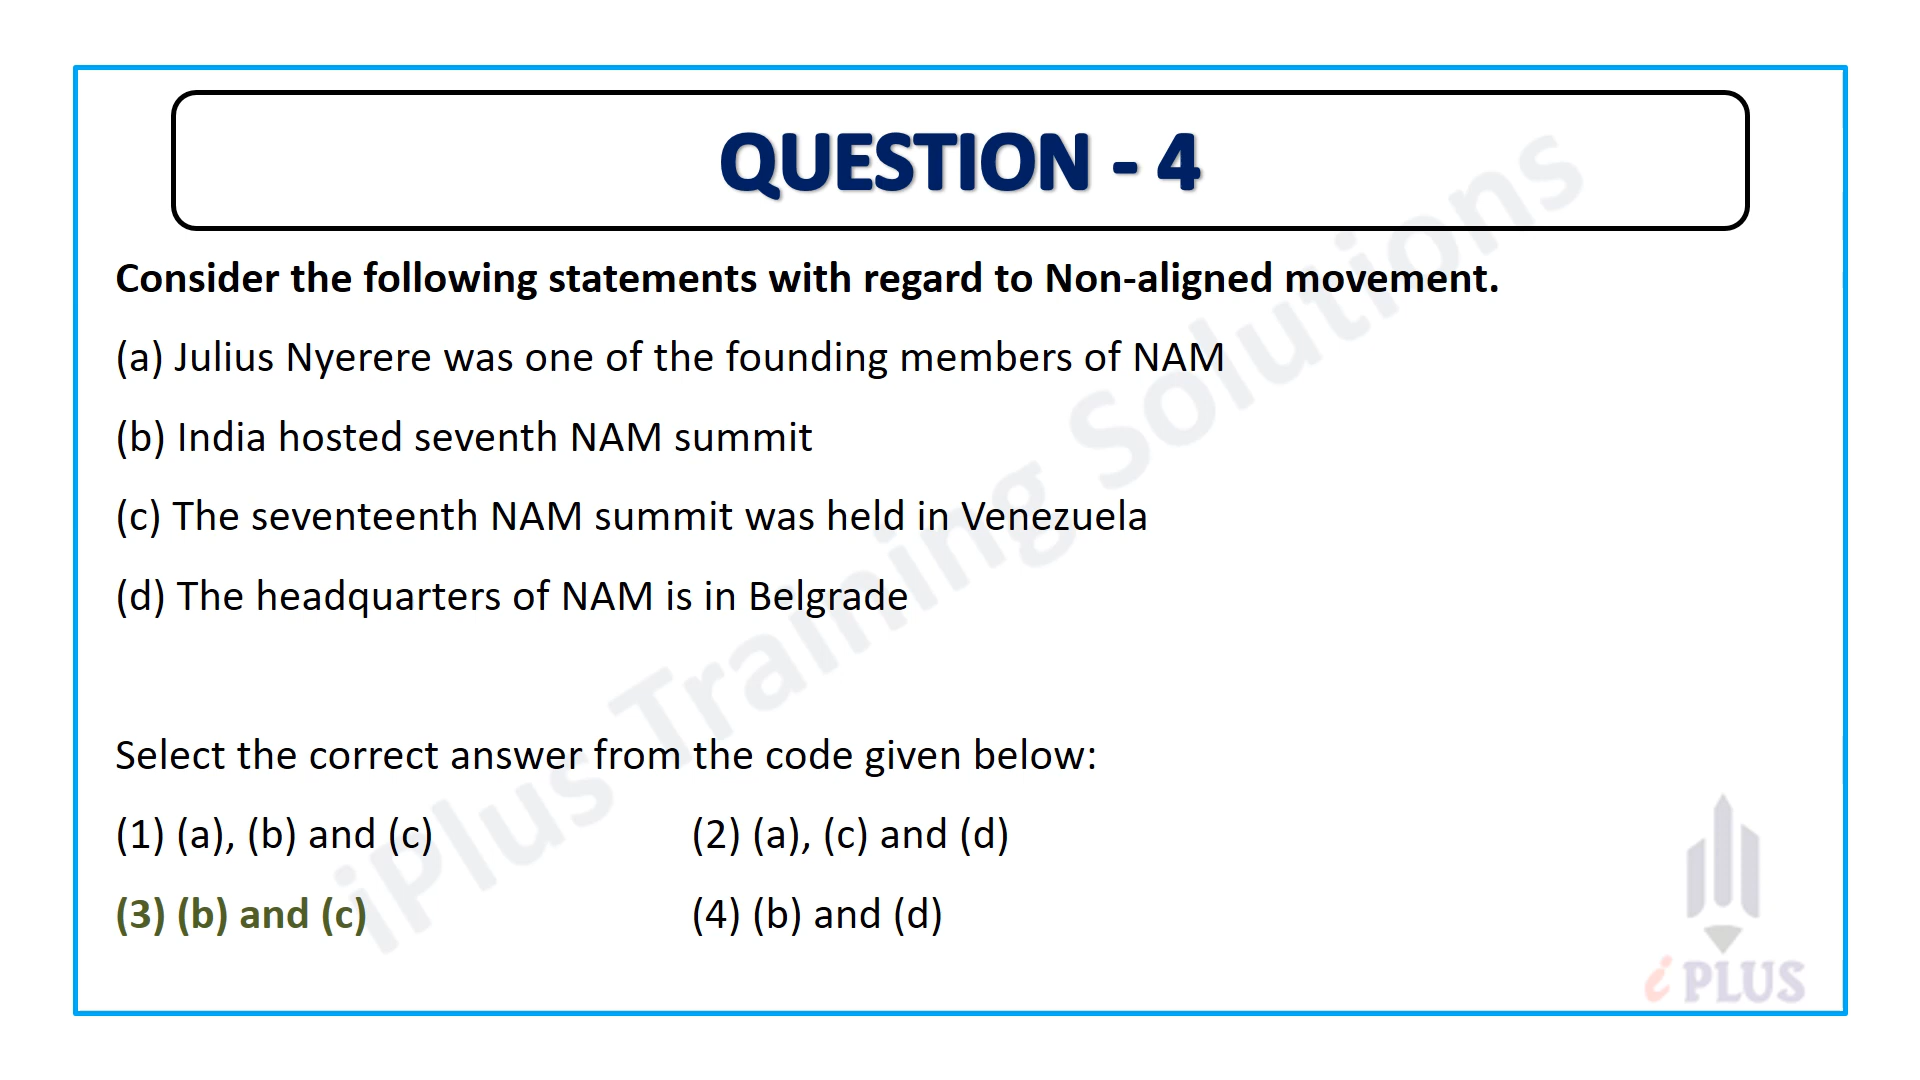 QUESTION - 4
Consider the following statements with regard to Non-aligned movement.
(a) Julius Nyerere was one of the founding members of NAM
(b) India hosted seventh NAM summit
(c) The seventeenth NAM summit was held in Venezuela
(d) The headquarters of NAM is in Belgrade
Select the correct answer from the code given below:
(1) (a), (b) and (c) (2) (a), (c) and (d)
(3) (b) and (c) (4) (b) and (d)
iPlus Training Solutions
i PLUS